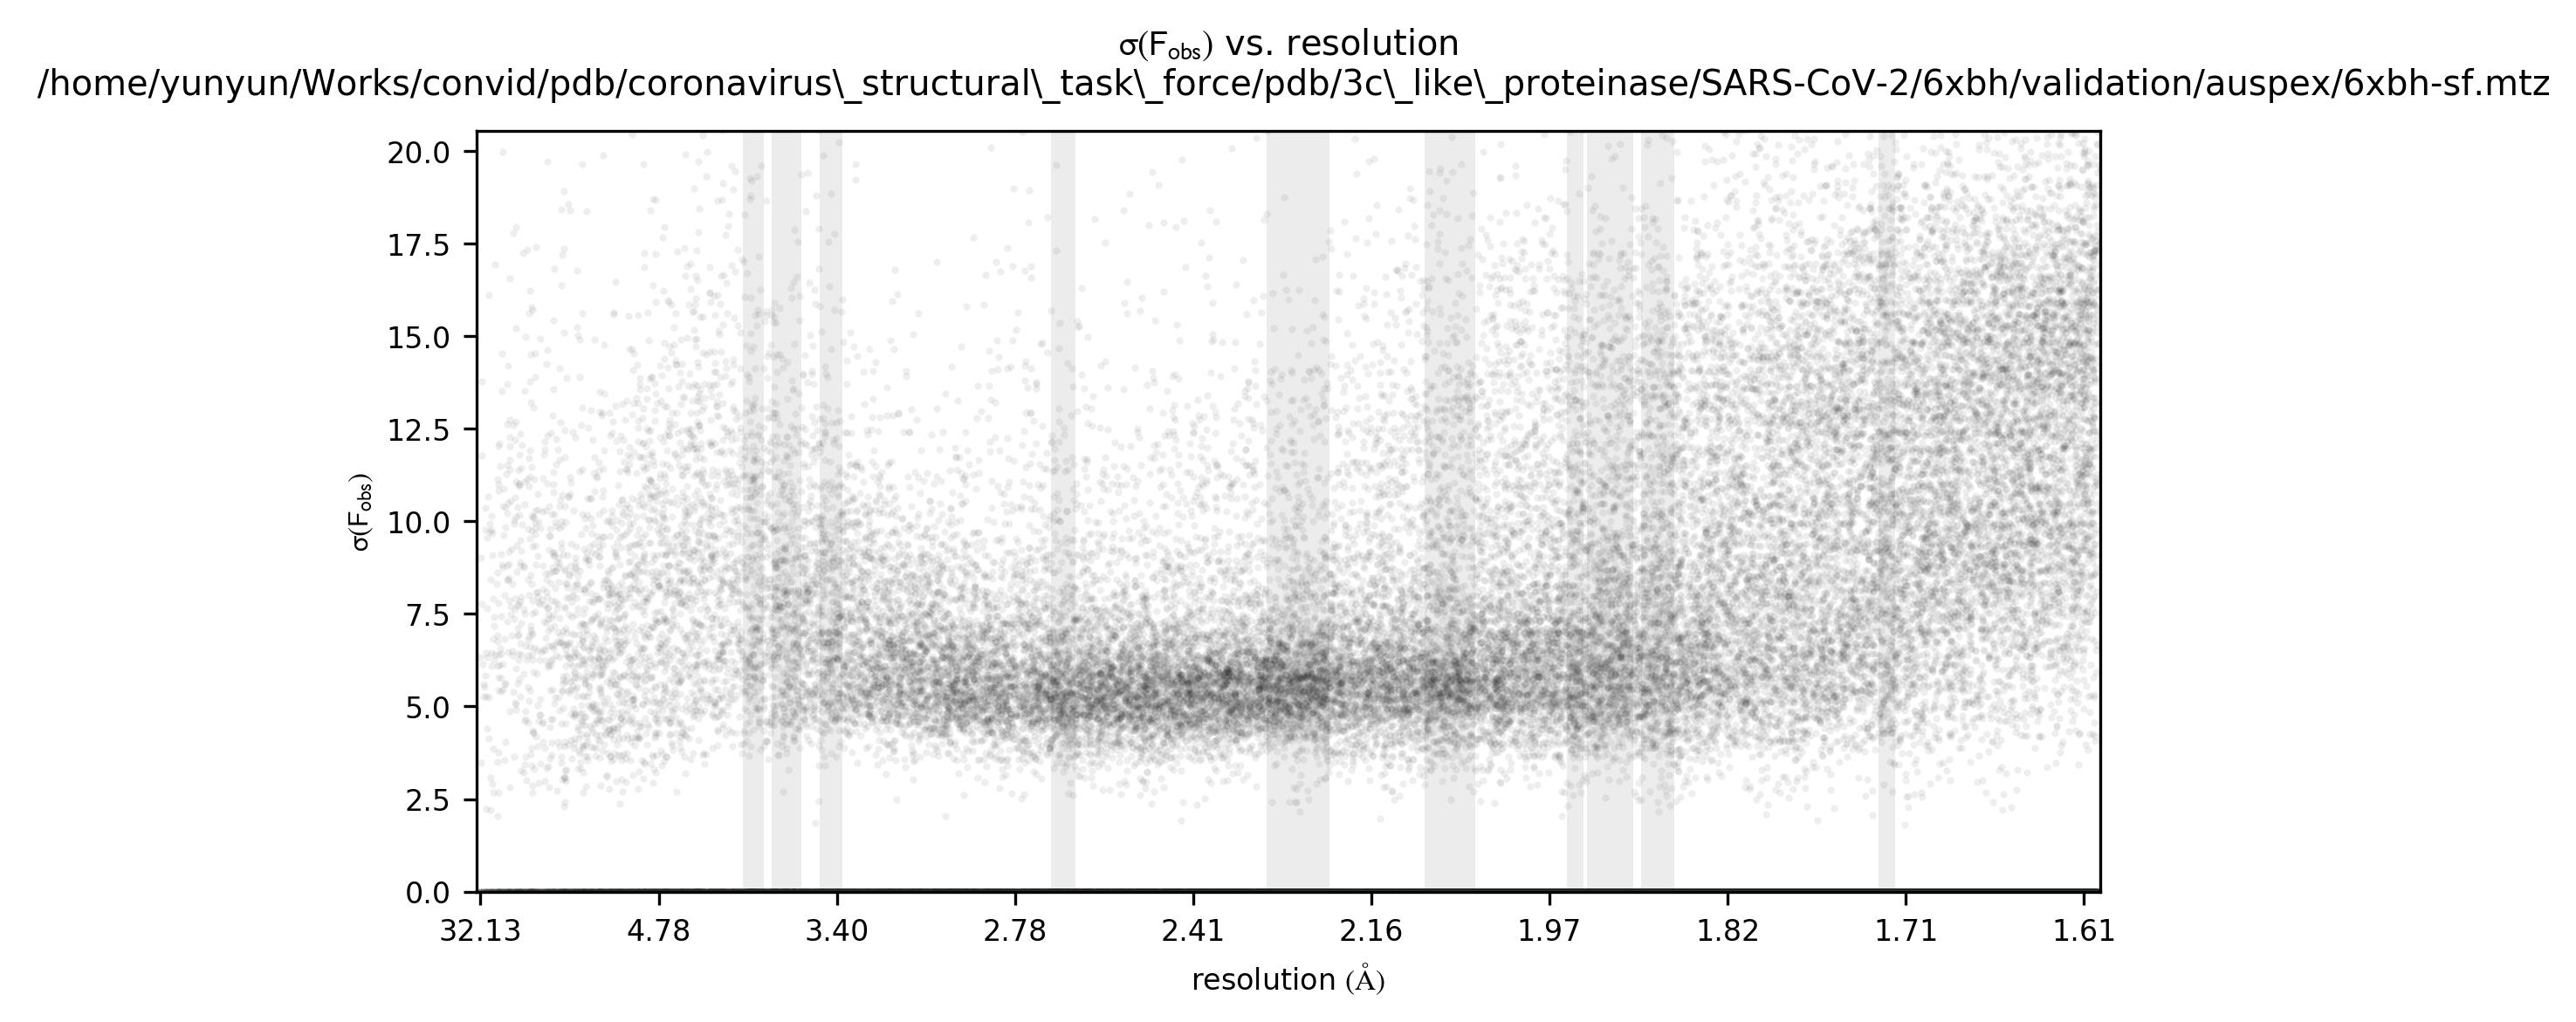 σ(Fobs) vs. resolution
/home/yunyun/Works/convid/pdb/coronavirus\_structural\_task\_force/pdb/3c\_like\_proteinase/SARS-CoV-2/6xbh/validation/auspex/6xbh-sf.mtz
20.0
17.5
15.0
12.5
10.0
7.5
5.0
2.5
0.0
σ(Fobs)
32.13 4.78 3.40 2.78 2.41 2.16 1.97 1.82 1.71 1.61
resolution (Å)